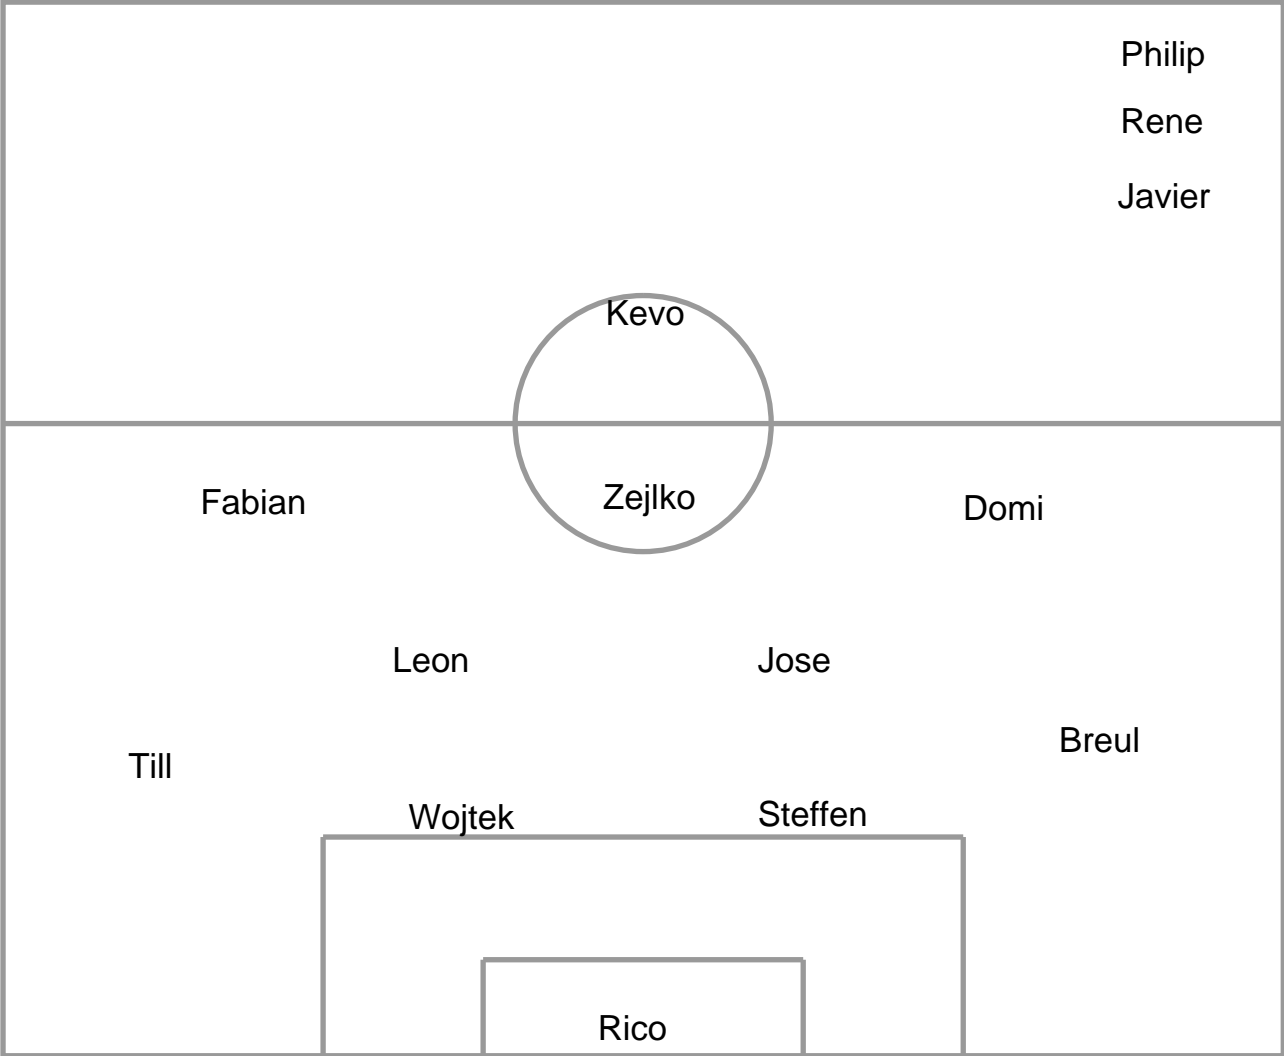 Philip
Rene
Javier
Kevo
Fabian
Zejlko
Domi
Leon
Jose
Till
Breul
Wojtek
Steffen
Rico